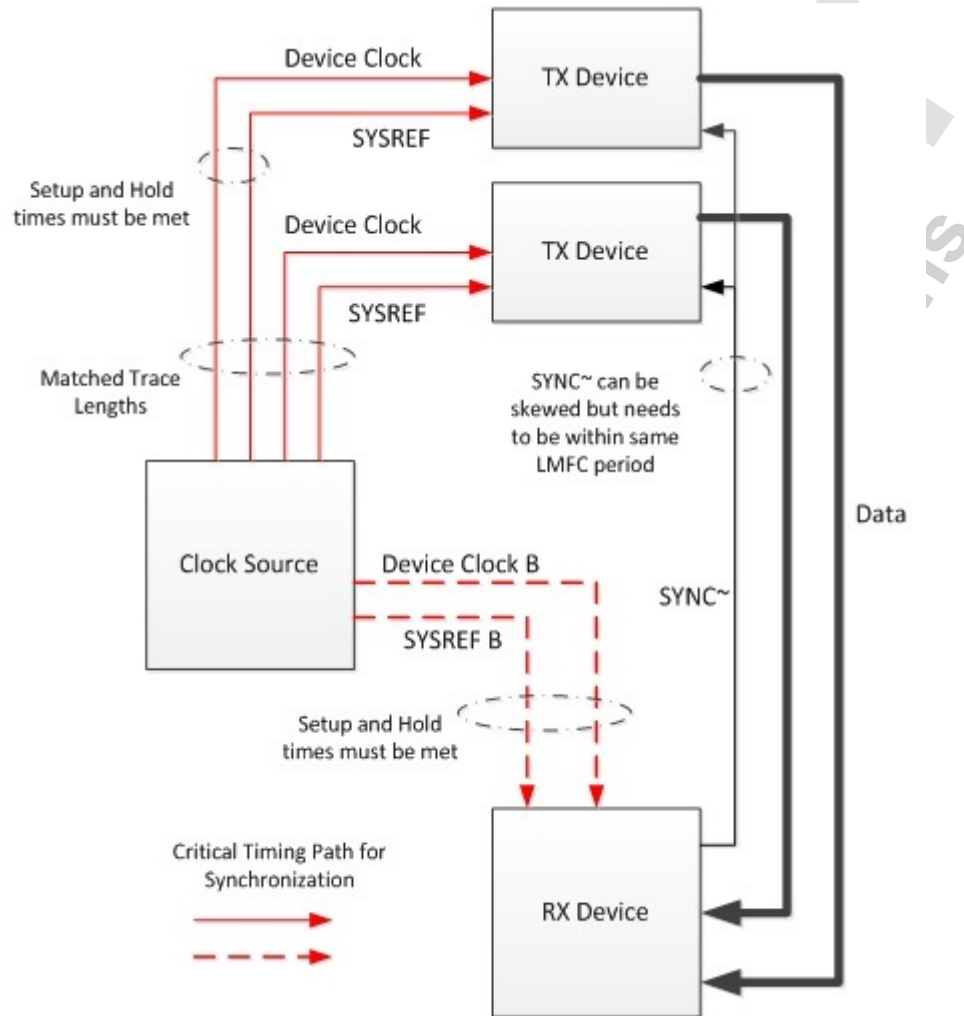 Device Clock
TX Device
SYSREF
Setup and Hold
times must be met
Device Clock
TX Device
SYSREF
Matched Trace
Lengths
SYNC~ can be
skewed but needs
to be within same
LMFC period
Data
Clock Source
Device Clock B
SYNC~
SYSREF B
Setup and Hold
times must be met
Critical Timing Path for
Synchronization
RX Device